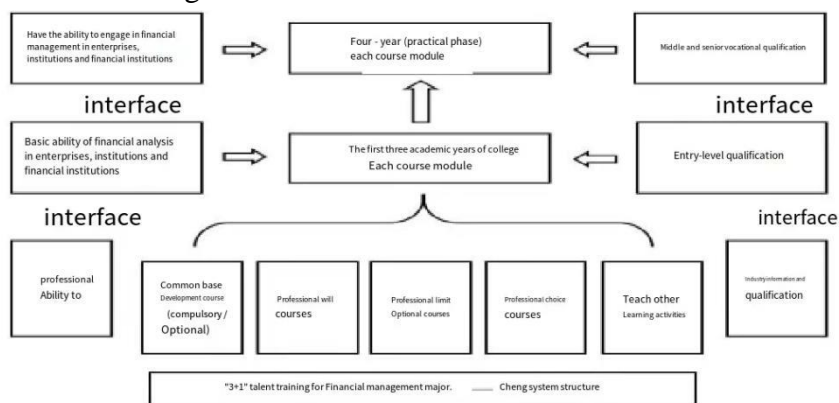 Have the ability to engage in financial
management in enterprises,
institutions and financial institutions
Four - year (practical phase)
each course module
Middle and senior vocational qualification
interface
interface
Basic ability of financial analysis
in enterprises, institutions and
financial institutions
The first three academic years of college
Each course module
Entry-level qualification
interface
interface
professional
Ability to
Common base
Development course
(compulsory /
Optional)
Professional will
courses
Professional limit
Optional courses
Professional choice
courses
Teach other
Learning activities
Industry information and
qualification
"3+1" talent training for Financial management major. Cheng system structure